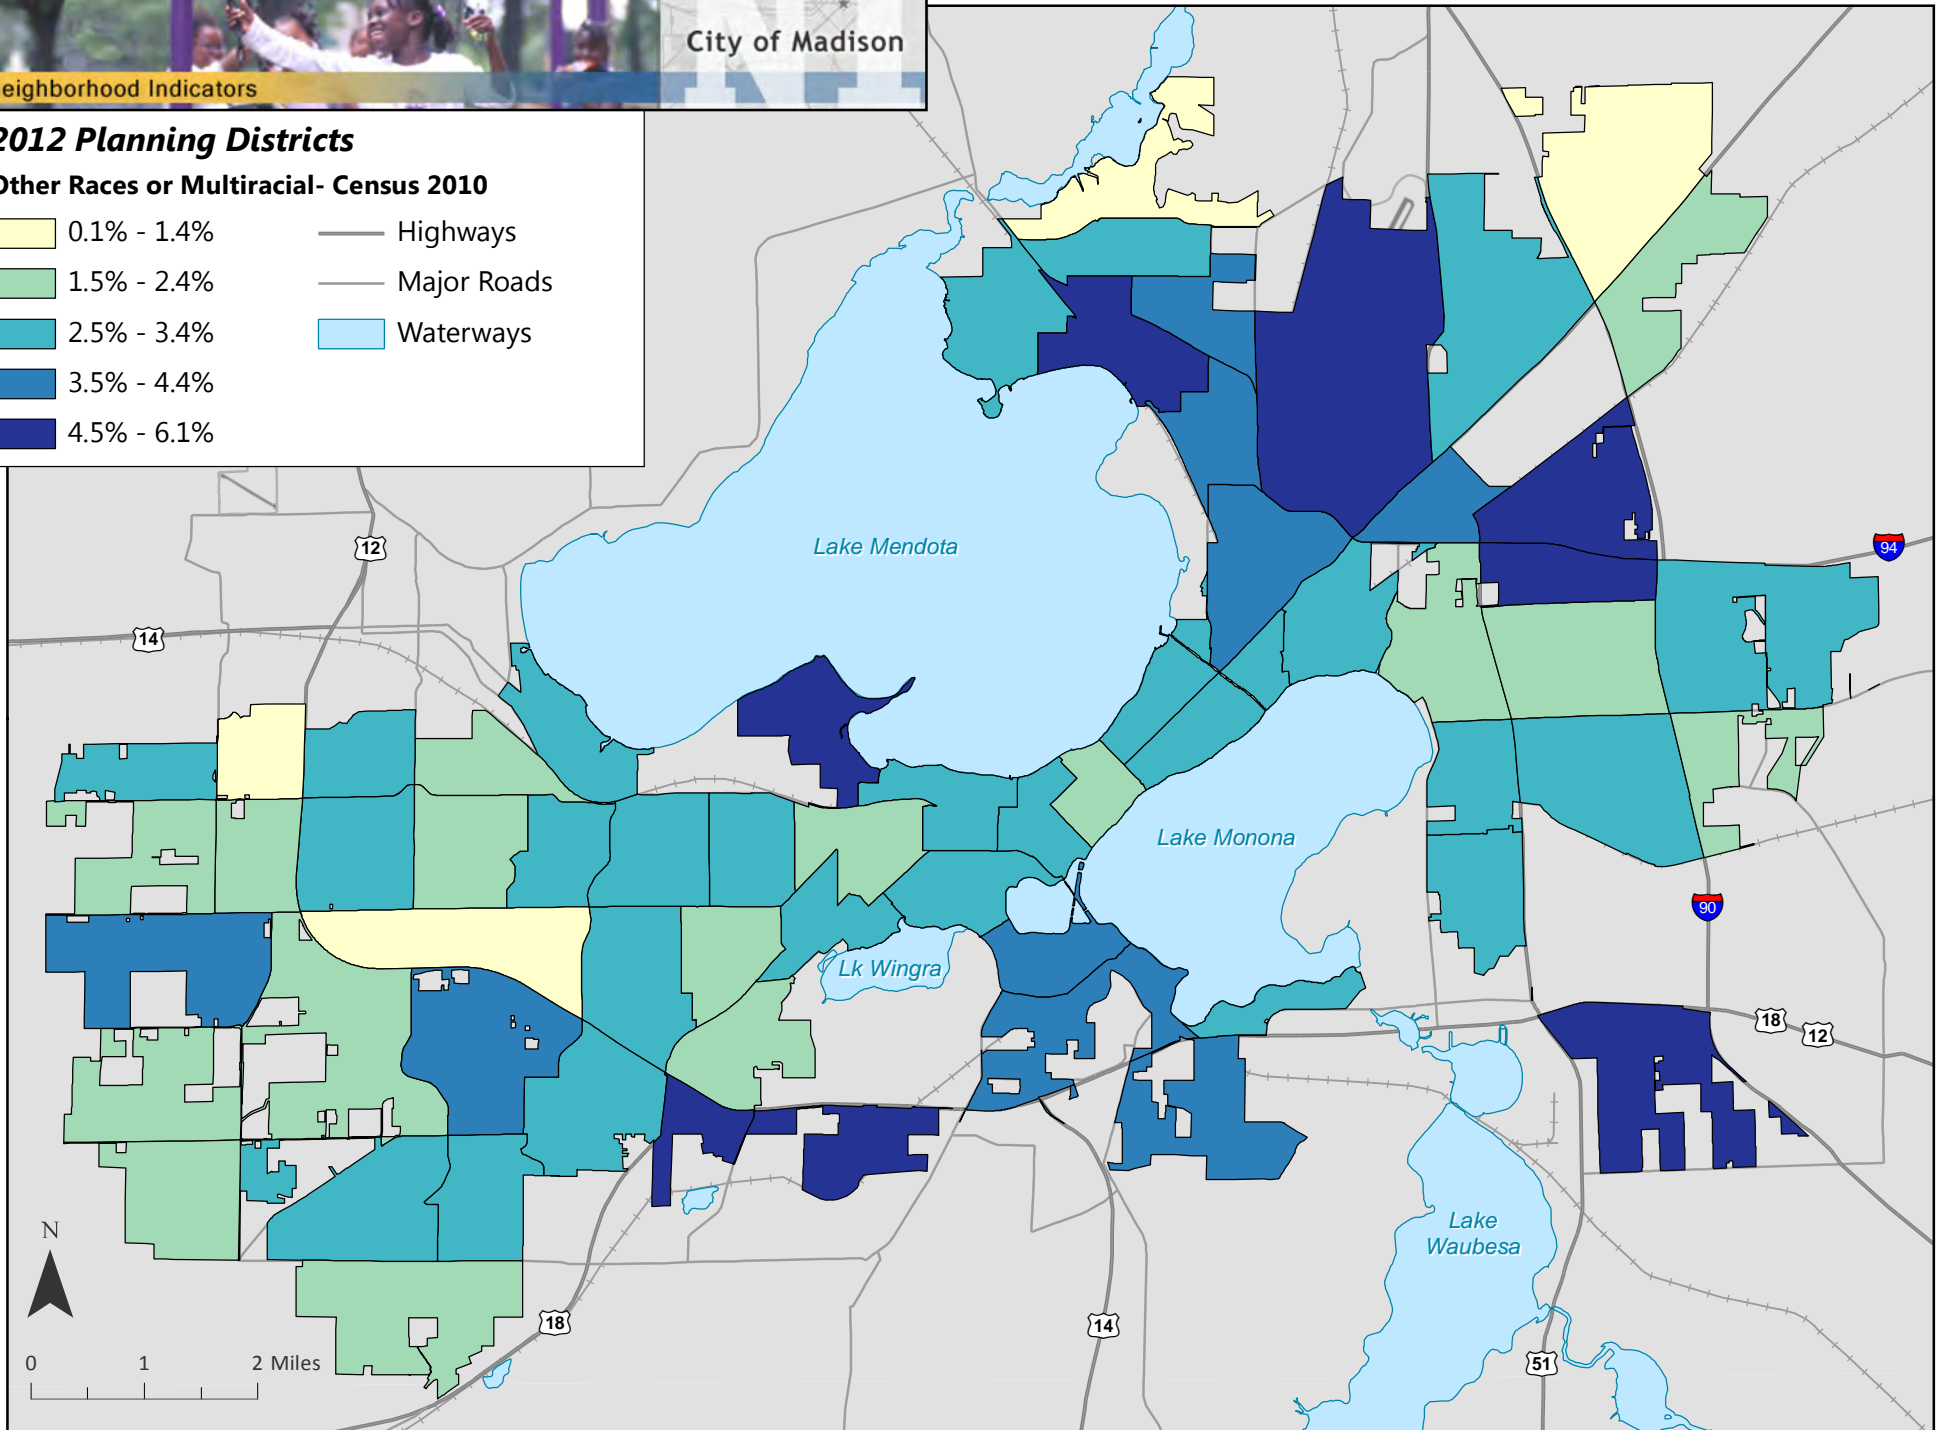 City of Madison
eighborhood Indicators
2012 Planning Districts
Other Races or Multiracial- Census 2010
0.1% - 1.4%
Highways
1.5% - 2.4%
Major Roads
2.5% - 3.4%
Waterways
3.5% - 4.4%
4.5% - 6.1%
12
Lake Mendota
94
14
Lake Monona
90
Lk Wingra
18
12
Lake
Waubesa
N
18
14
0 1 2 Miles
51